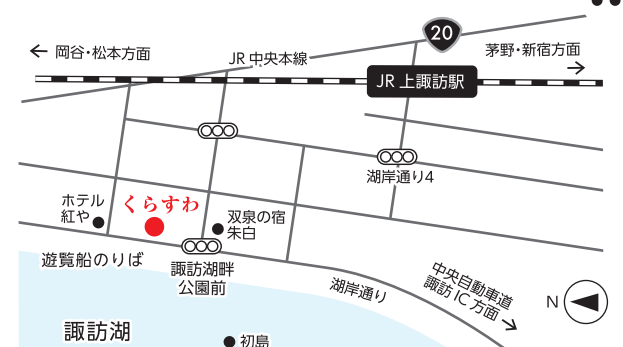 20
岡谷・松本方面
JR 中央本線
茅野・新宿方面
JR 上諏訪駅
湖岸通り4
ホテル
紅や
くらすわ
双泉の宿
朱白
遊覧船のりば
諏訪湖畔
公園前
湖岸通り
中央自動車道
諏訪 IC 方面
N
諏訪湖
初島